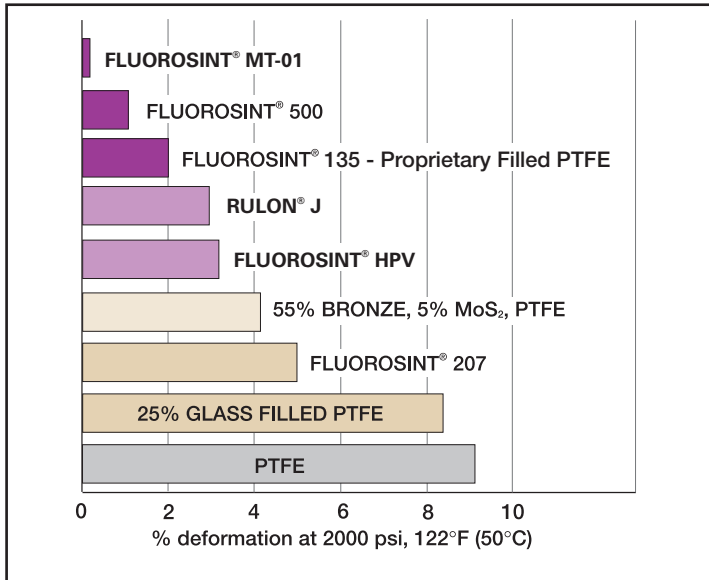 FLUOROSINT® MT-01
FLUOROSINT® 500
FLUOROSINT® 135 - Proprietary Filled PTFE
RULON® J
FLUOROSINT® HPV
55% BRONZE, 5% MoS₂, PTFE
FLUOROSINT® 207
25% GLASS FILLED PTFE
PTFE
0 2 4 6 8 10
% deformation at 2000 psi, 122°F (50°C)